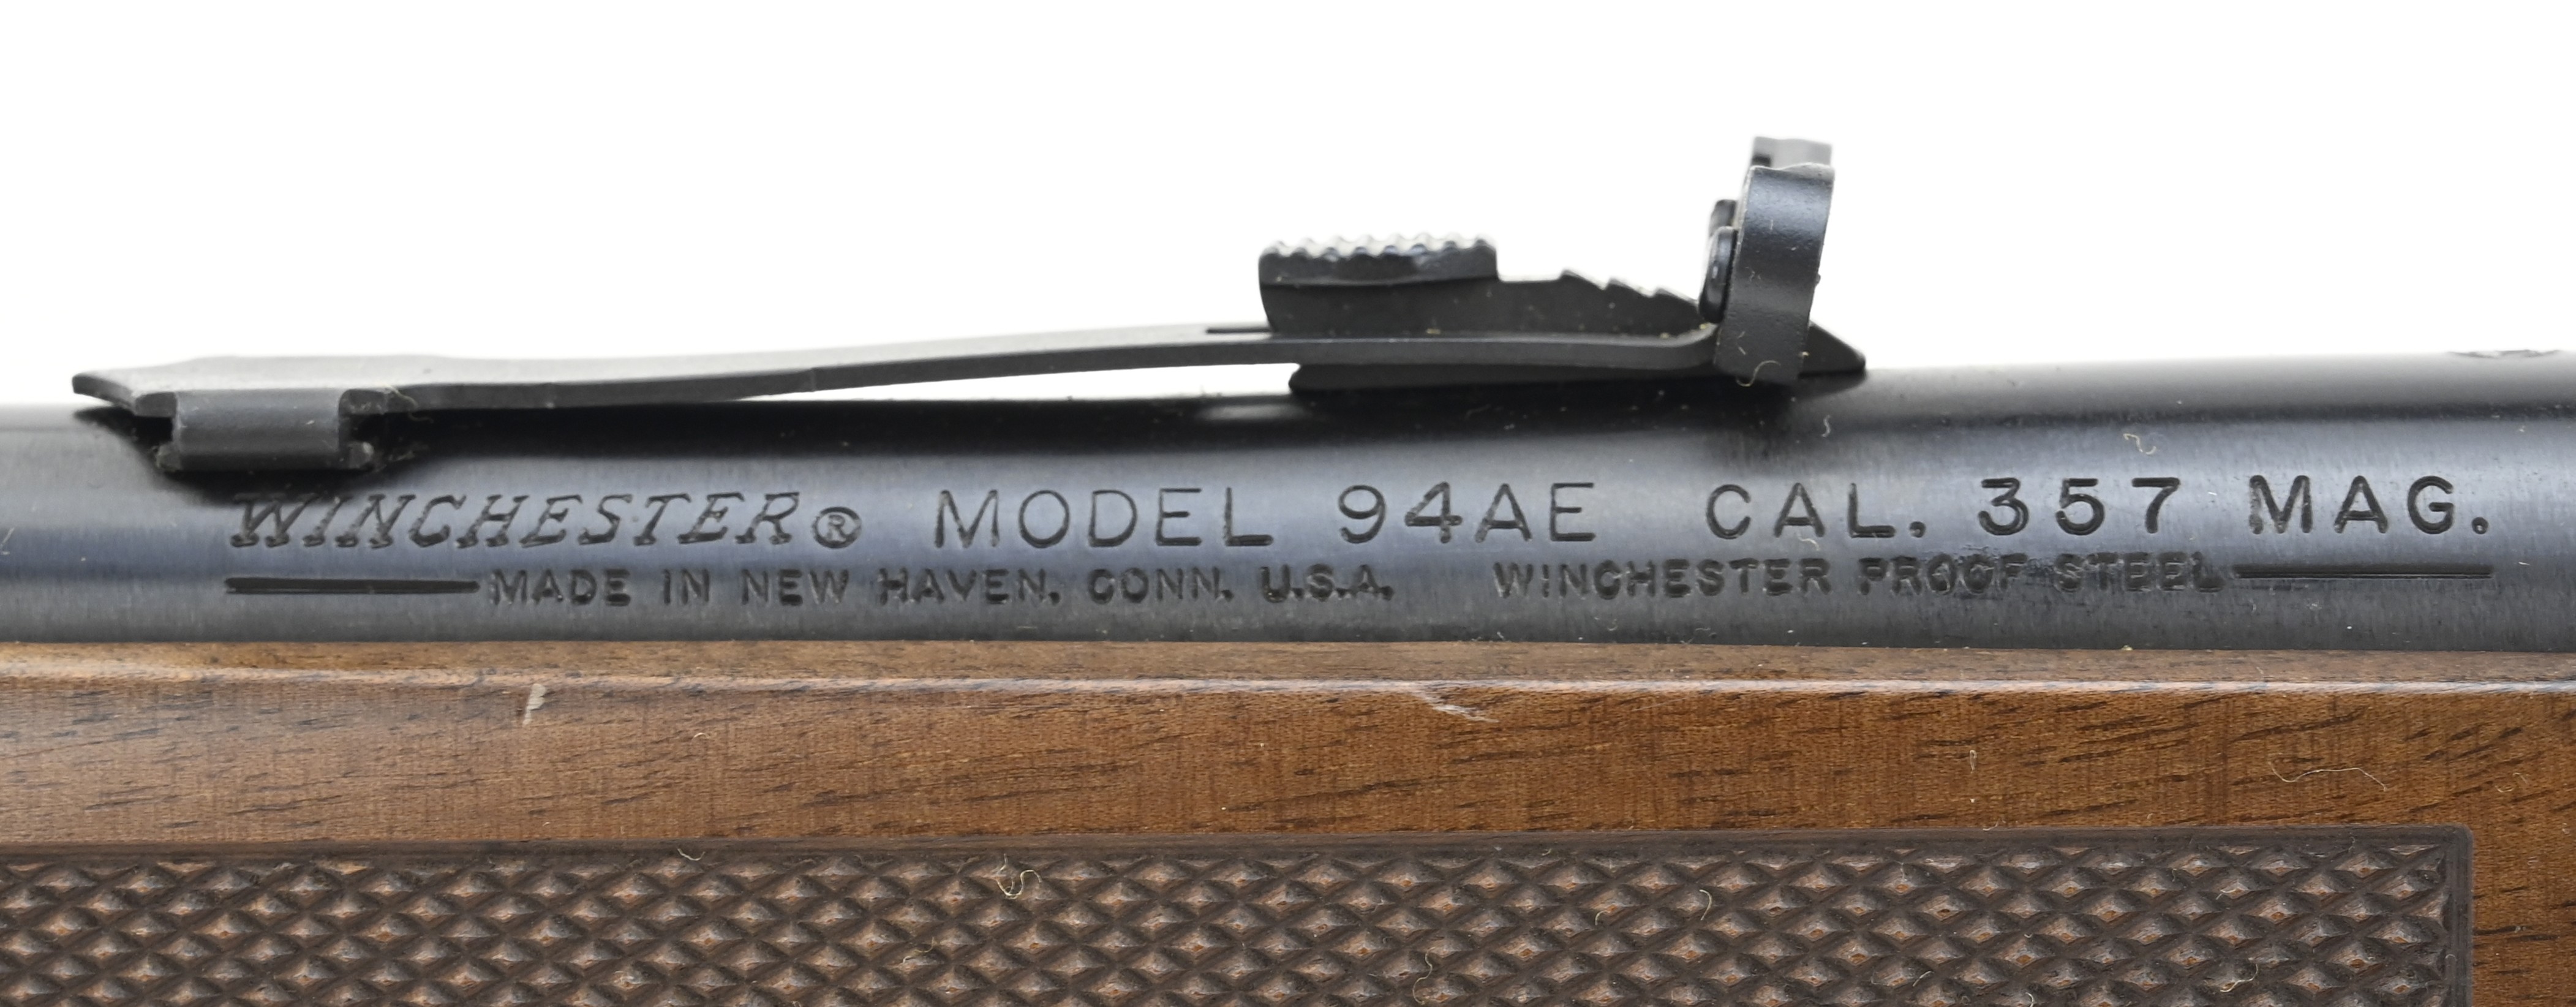 WINCHESTER® MODEL 94AE CAL. 357 MAG.
MADE IN NEW HAVEN, CONN. U.S.A. WINCHESTER PROOF STEEL